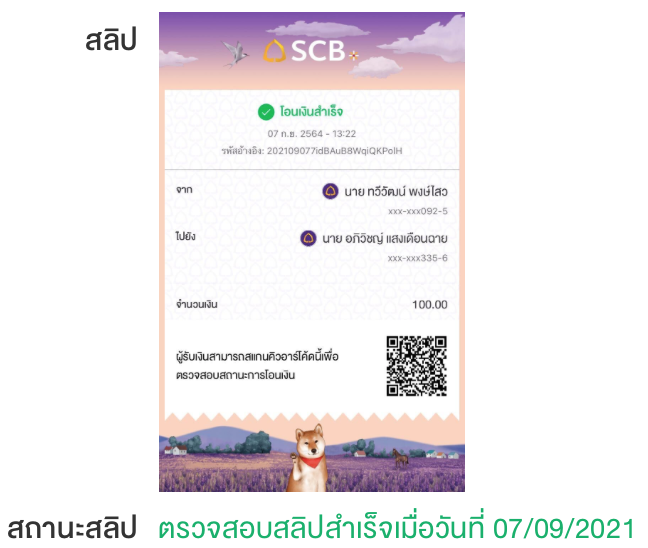 สลิป
SCB
โอนเงินสำเร็จ
07 ก.ย. 2564 - 13:22
รหัสอ้างอิง: 202109077idBAuB8WqiQKPolH
จาก
นาย ทวีวัฒน์ พงษ์ไสว
xxx-xxx092-5
ไปยัง
นาย อภิวิชญ์ แสงเดือนฉาย
xxx-xxx335-6
จำนวนเงิน 100.00
ผู้รับเงินสามารถสแกนคิวอาร์โค้ดนี้เพื่อ
ตรวจสอบสถานะการโอนเงิน
สถานะสลิป ตรวจสอบสลิปสำเร็จเมื่อวันที่ 07/09/2021